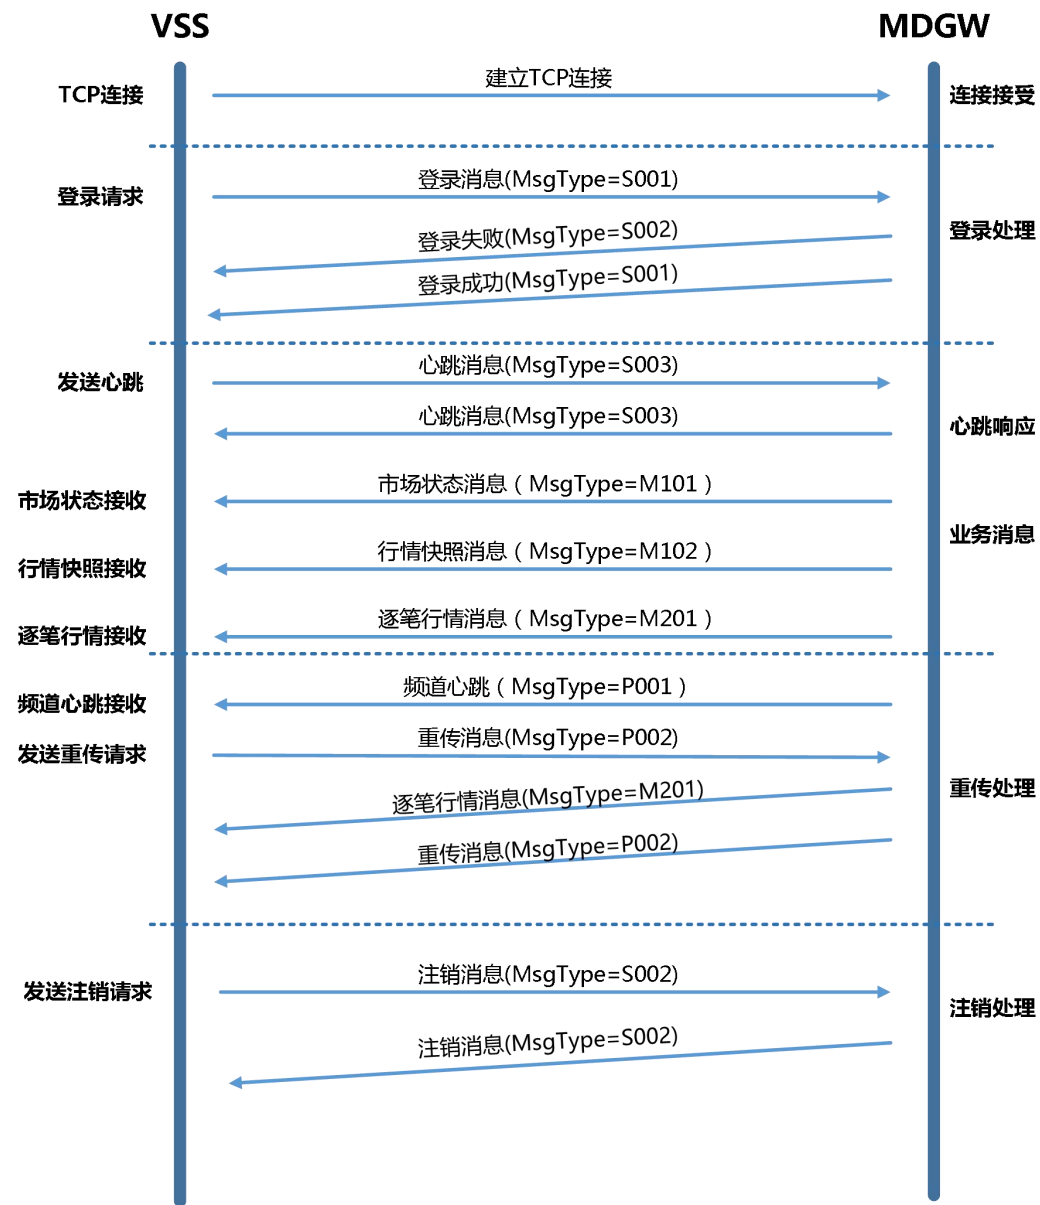 VSS
MDGW
建立TCP连接
TCP连接
连接接受
登录消息(MsgType=S001)
登录请求
登录失败(MsgType=S002)
登录处理
登录成功(MsgType=S001)
心跳消息(MsgType=S003)
发送心跳
心跳消息(MsgType=S003)
心跳响应
市场状态消息（MsgType=M101）
市场状态接收
业务消息
行情快照消息（MsgType=M102）
行情快照接收
逐笔行情消息（MsgType=M201）
逐笔行情接收
频道心跳（MsgType=P001）
频道心跳接收
重传消息(MsgType=P002)
发送重传请求
逐笔行情消息(MsgType=M201)
重传处理
重传消息(MsgType=P002)
注销消息(MsgType=S002)
发送注销请求
注销处理
注销消息(MsgType=S002)